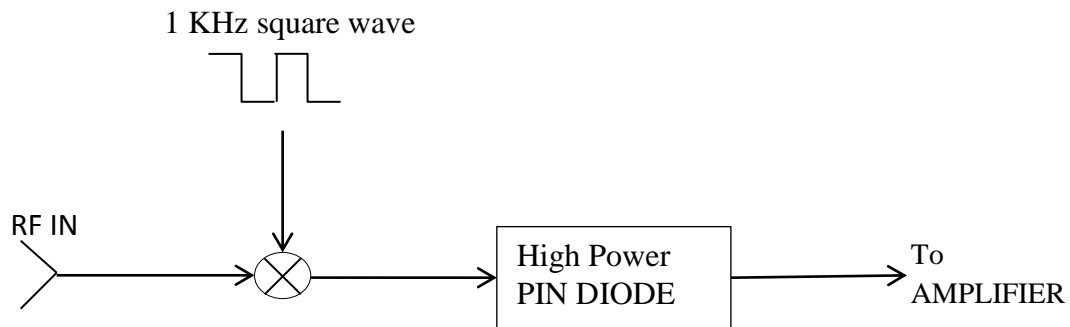 1 KHz square wave
RF IN
High Power
PIN DIODE
To
AMPLIFIER